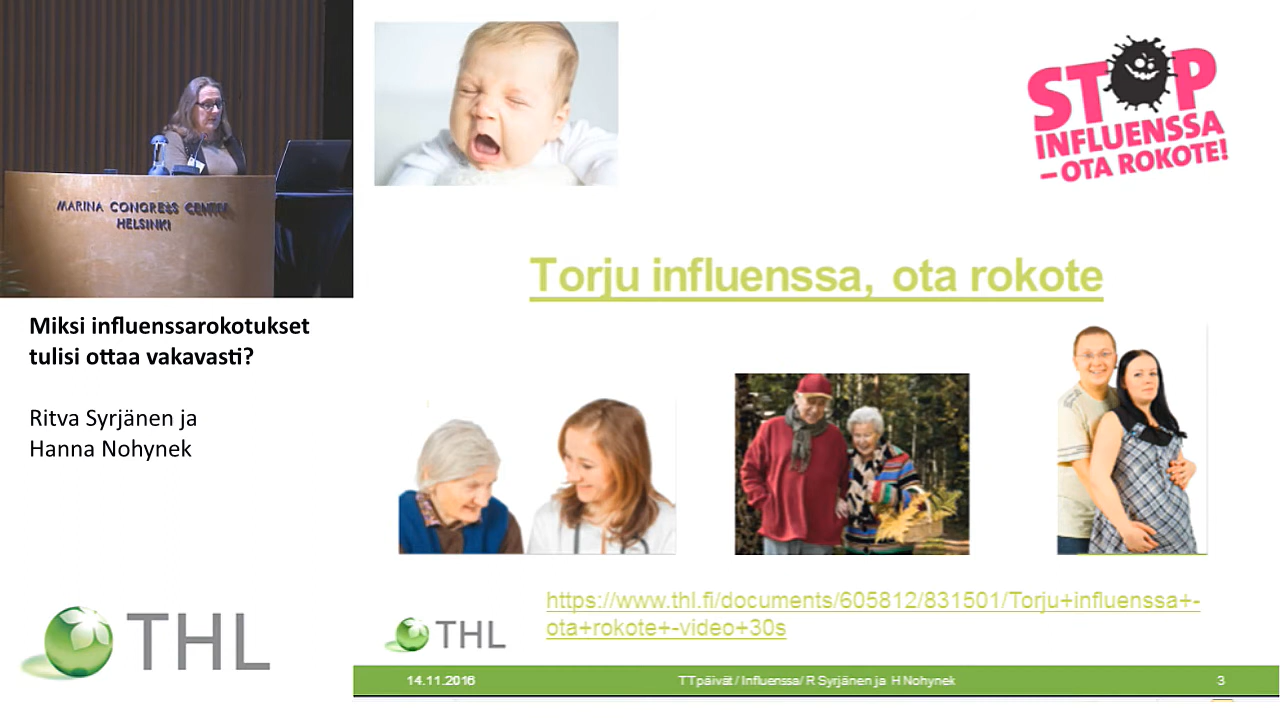 MARINA CONGRESS CENTER
HELSINKI
Miksi influenssarokotukset
tulisi ottaa vakavasti?
Ritva Syrjänen ja
Hanna Nohynek
THL
STOP
INFLUENSSA
– OTA ROKOTE!
Torju influenssa, ota rokote
https://www.thl.fi/documents/605812/831501/Torju+influenssa+-
ota+rokote+-video+30s
THL
14.11.2016
TTpäivät / Influenssa/ R Syrjänen ja H Nohynek
3